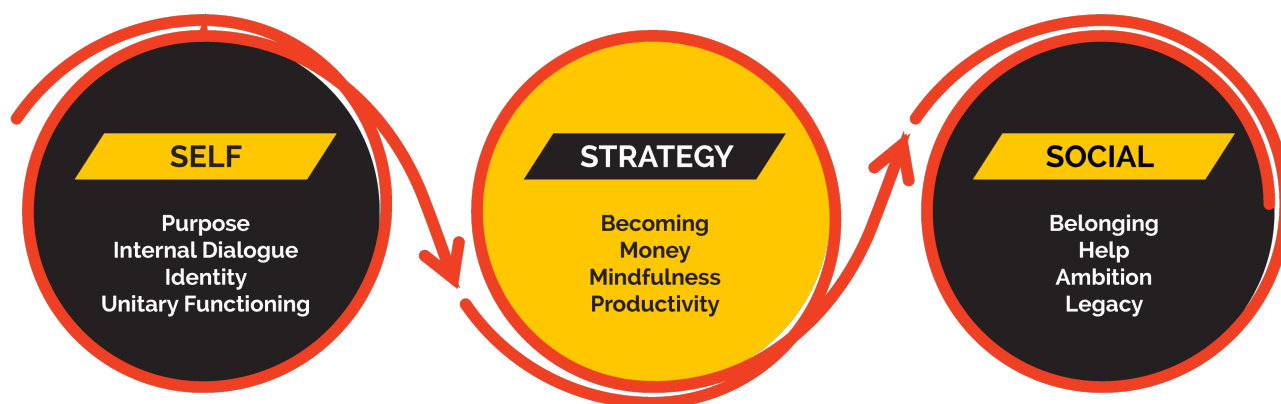 SELF
Purpose
Internal Dialogue
Identity
Unitary Functioning
STRATEGY
Becoming
Money
Mindfulness
Productivity
SOCIAL
Belonging
Help
Ambition
Legacy